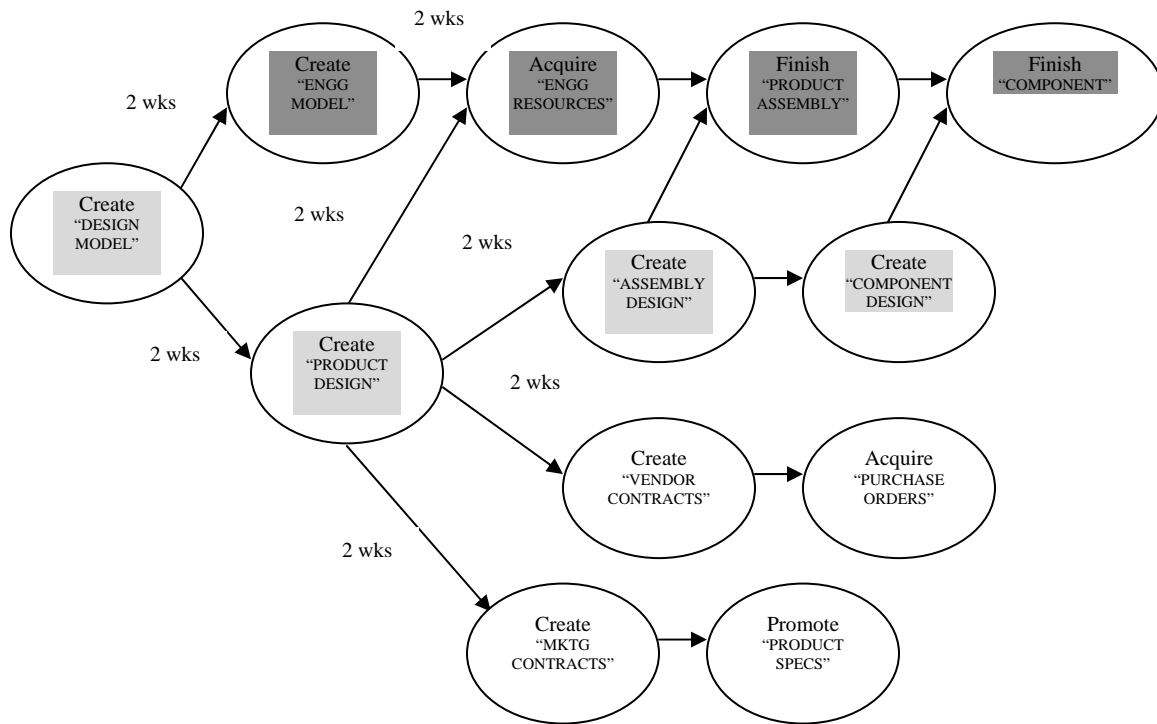 2 wks
2 wks
Create
“ENGG
MODEL”
Acquire
“ENGG
RESOURCES”
Finish
“PRODUCT
ASSEMBLY”
Finish
“COMPONENT”
Create
“DESIGN
MODEL”
2 wks
2 wks
Create
“ASSEMBLY
DESIGN”
Create
“COMPONENT
DESIGN”
2 wks
Create
“PRODUCT
DESIGN”
2 wks
Create
“VENDOR
CONTRACTS”
Acquire
“PURCHASE
ORDERS”
2 wks
Create
“MKTG
CONTRACTS”
Promote
“PRODUCT
SPECS”